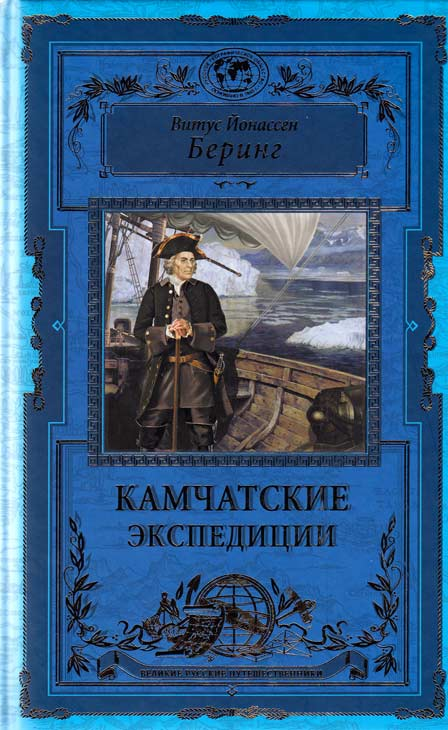 Витус Йонассен
Беринг
КАМЧАТСКИЕ
ЭКСПЕДИЦИИ
ВЕЛИКИЕ РУССКИЕ ПУТЕШЕСТВЕННИКИ